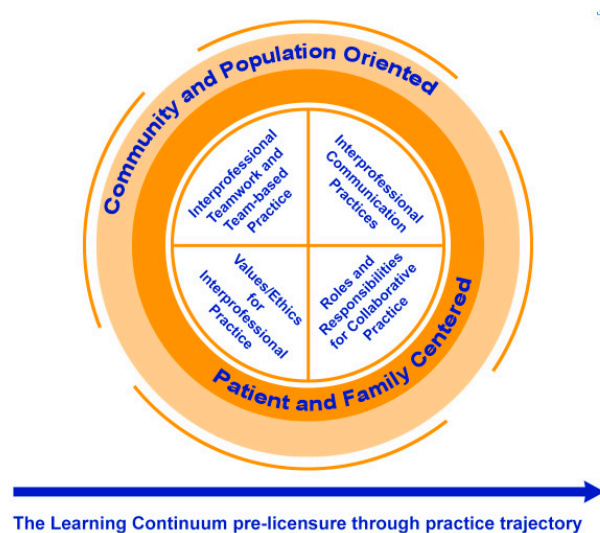 Community and Population Oriented
Interprofessional
Teamwork and
Team-based
Practice
Interprofessional
Communication
Practices
Values/Ethics
for
Interprofessional
Practice
Roles and
Responsibilities
for Collaborative
Practice
Patient and Family Centered
The Learning Continuum pre-licensure through practice trajectory